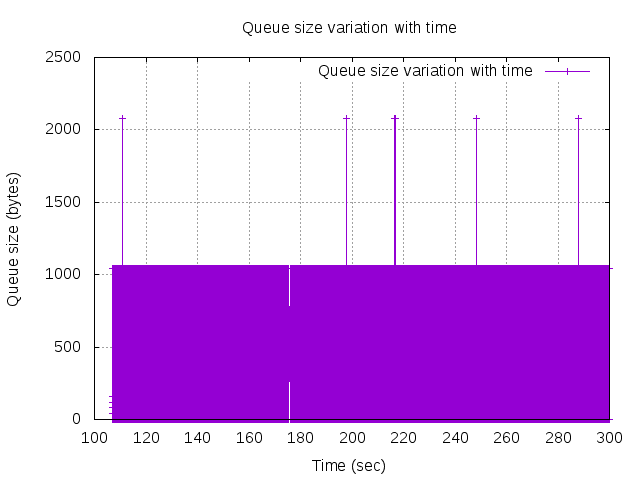 Queue size variation with time
2500
Queue size variation with time
2000
1500
1000
500
0
Queue size (bytes)
100 120 140 160 180 200 220 240 260 280 300
Time (sec)